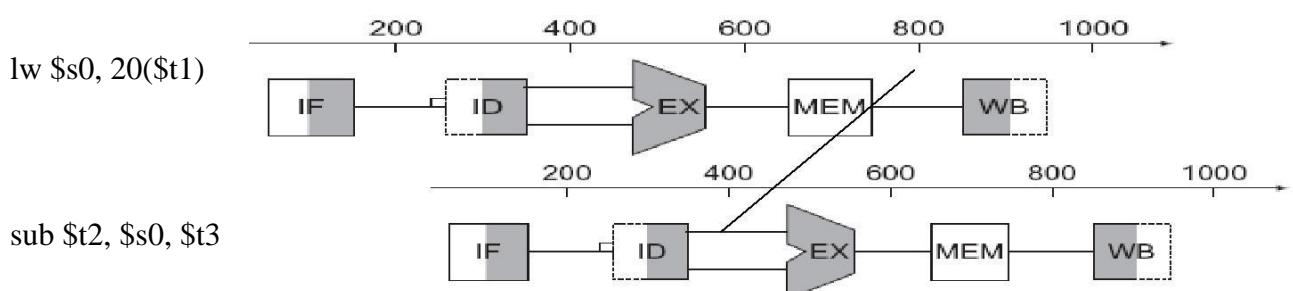 200 400 600 800 1000
lw $s0, 20($t1)
IF ID EX MEM WB
200 400 600 800 1000
sub $t2, $s0, $t3
IF ID EX MEM WB